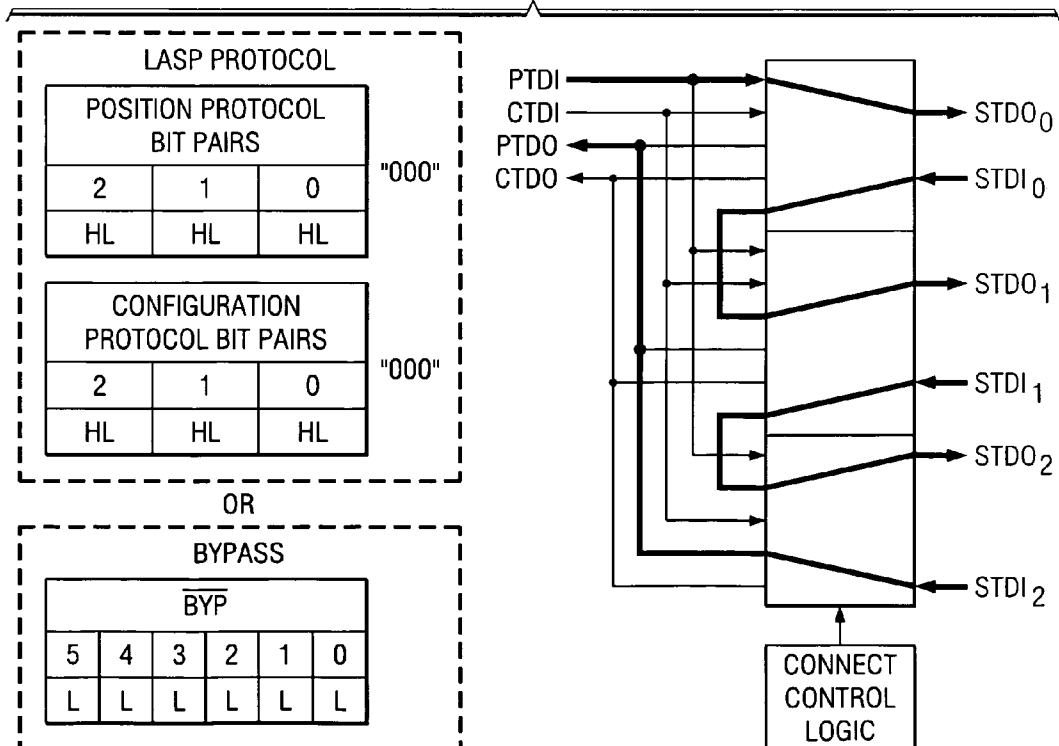 LASP PROTOCOL
POSITION PROTOCOL
BIT PAIRS
2 1 0
HL HL HL
"000"
CONFIGURATION
PROTOCOL BIT PAIRS
2 1 0
HL HL HL
"000"
OR
BYPASS
BYP
5 4 3 2 1 0
L L L L L L
PTDI
CTDI
PTDO
CTDO
STDO0
STDI0
STDO1
STDI1
STDO2
STDI2
CONNECT
CONTROL
LOGIC